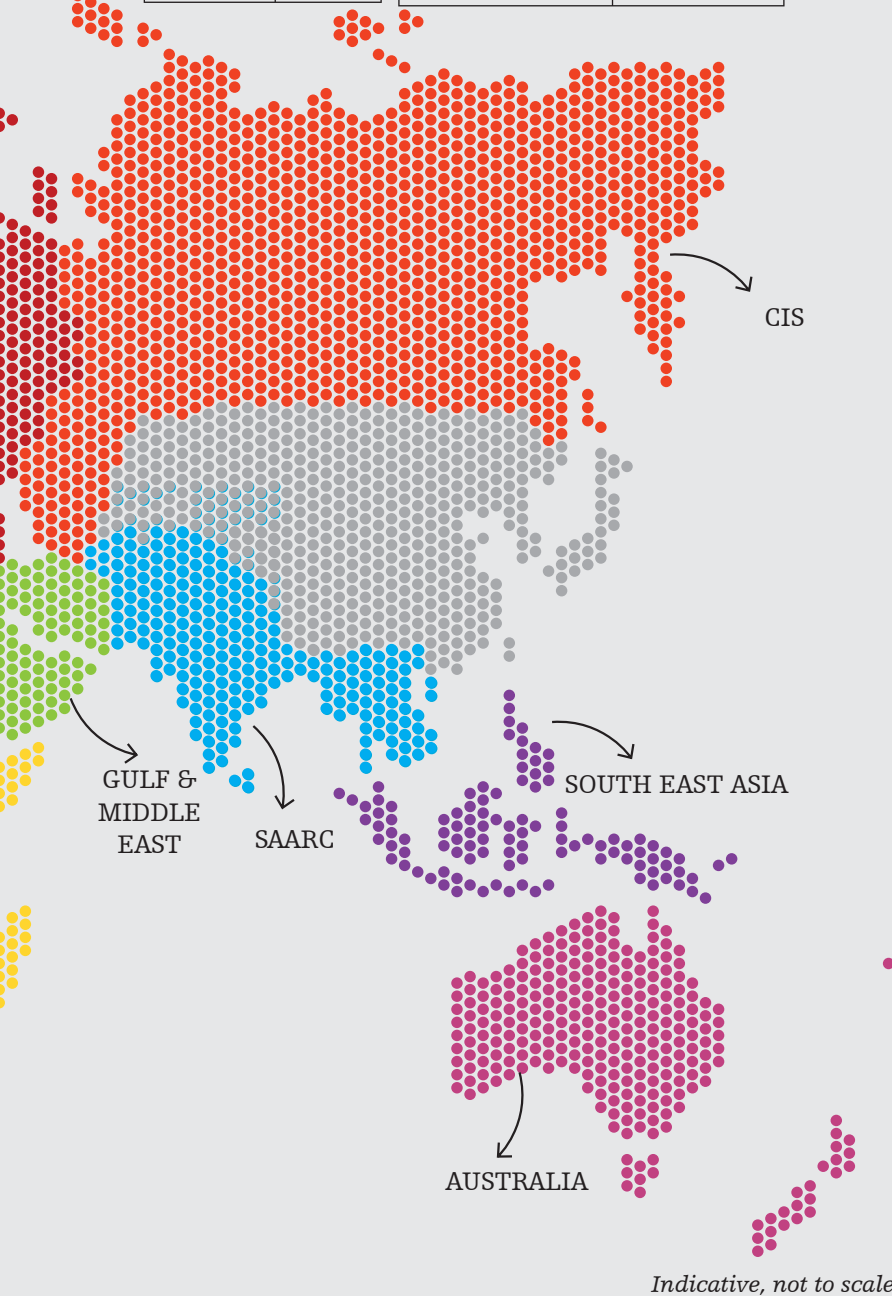 CIS
GULF &
MIDDLE
EAST
SOUTH EAST ASIA
SAARC
AUSTRALIA
Indicative, not to scale